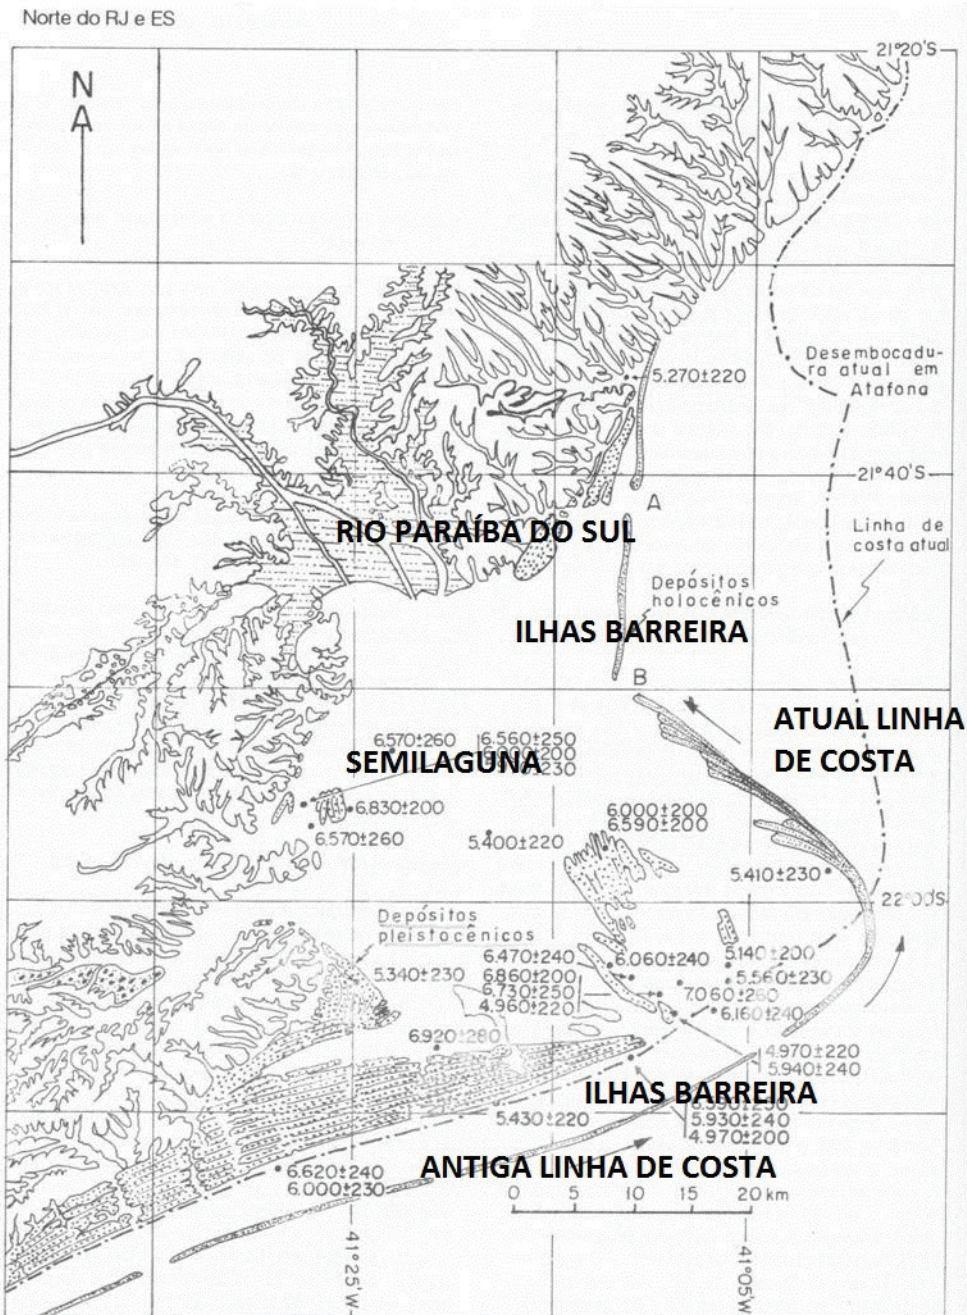 Norte do RJ e ES
21°20'S
N
Desembocadu-
ra atual em
Atafona
5.270±220
21°40'S
A
RIO PARAÍBA DO SUL
Linha de
costa atual
Depósitos
holocênicos
ILHAS BARREIRA
B
ATUAL LINHA
DE COSTA
6.570±260
6.560±250
SEMILAGUNA
6.830±200
6.570±260
5.400±220
6.000±200
6.590±200
5.410±230
22°00'S
Depósitos
pleistocênicos
5.340±230
6.470±240
6.860±200
6.730±250
4.960±220
6.060±240
5.140±200
5.560±230
7.060±260
6.160±240
6.920±280
4.970±220
5.940±240
ILHAS BARREIRA
5.430±220
5.930±240
4.970±200
6.620±240
6.000±230
ANTIGA LINHA DE COSTA
0 5 10 15 20 km
41°25'W
41°05'W